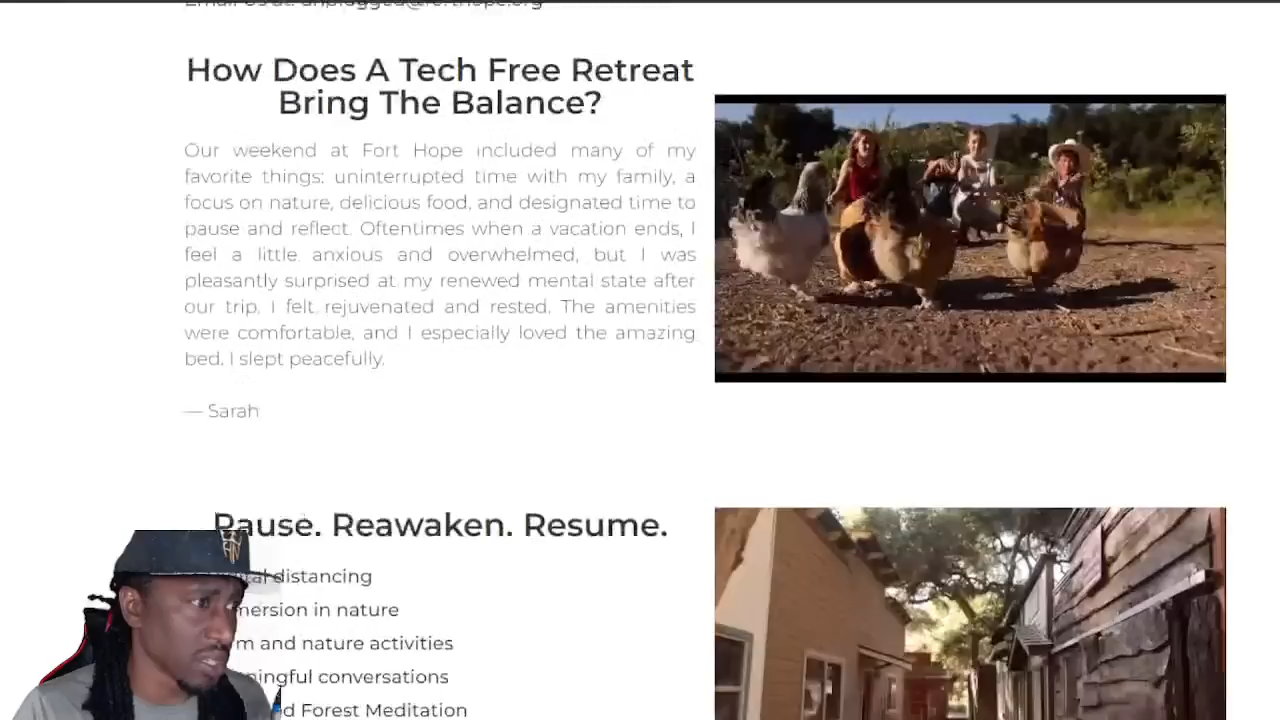 How Does A Tech Free Retreat
Bring The Balance?
Our weekend at Fort Hope included many of my
favorite things: uninterrupted time with my family, a
focus on nature, delicious food, and designated time to
pause and reflect. Oftentimes when a vacation ends, I
feel a little anxious and overwhelmed, but I was
pleasantly surprised at my renewed mental state after
our trip. I felt rejuvenated and rested. The amenities
were comfortable, and I especially loved the amazing
bed. I slept peacefully.
— Sarah
Pause. Reawaken. Resume.
distancing
in nature
and nature activities
conversations
Forest Meditation